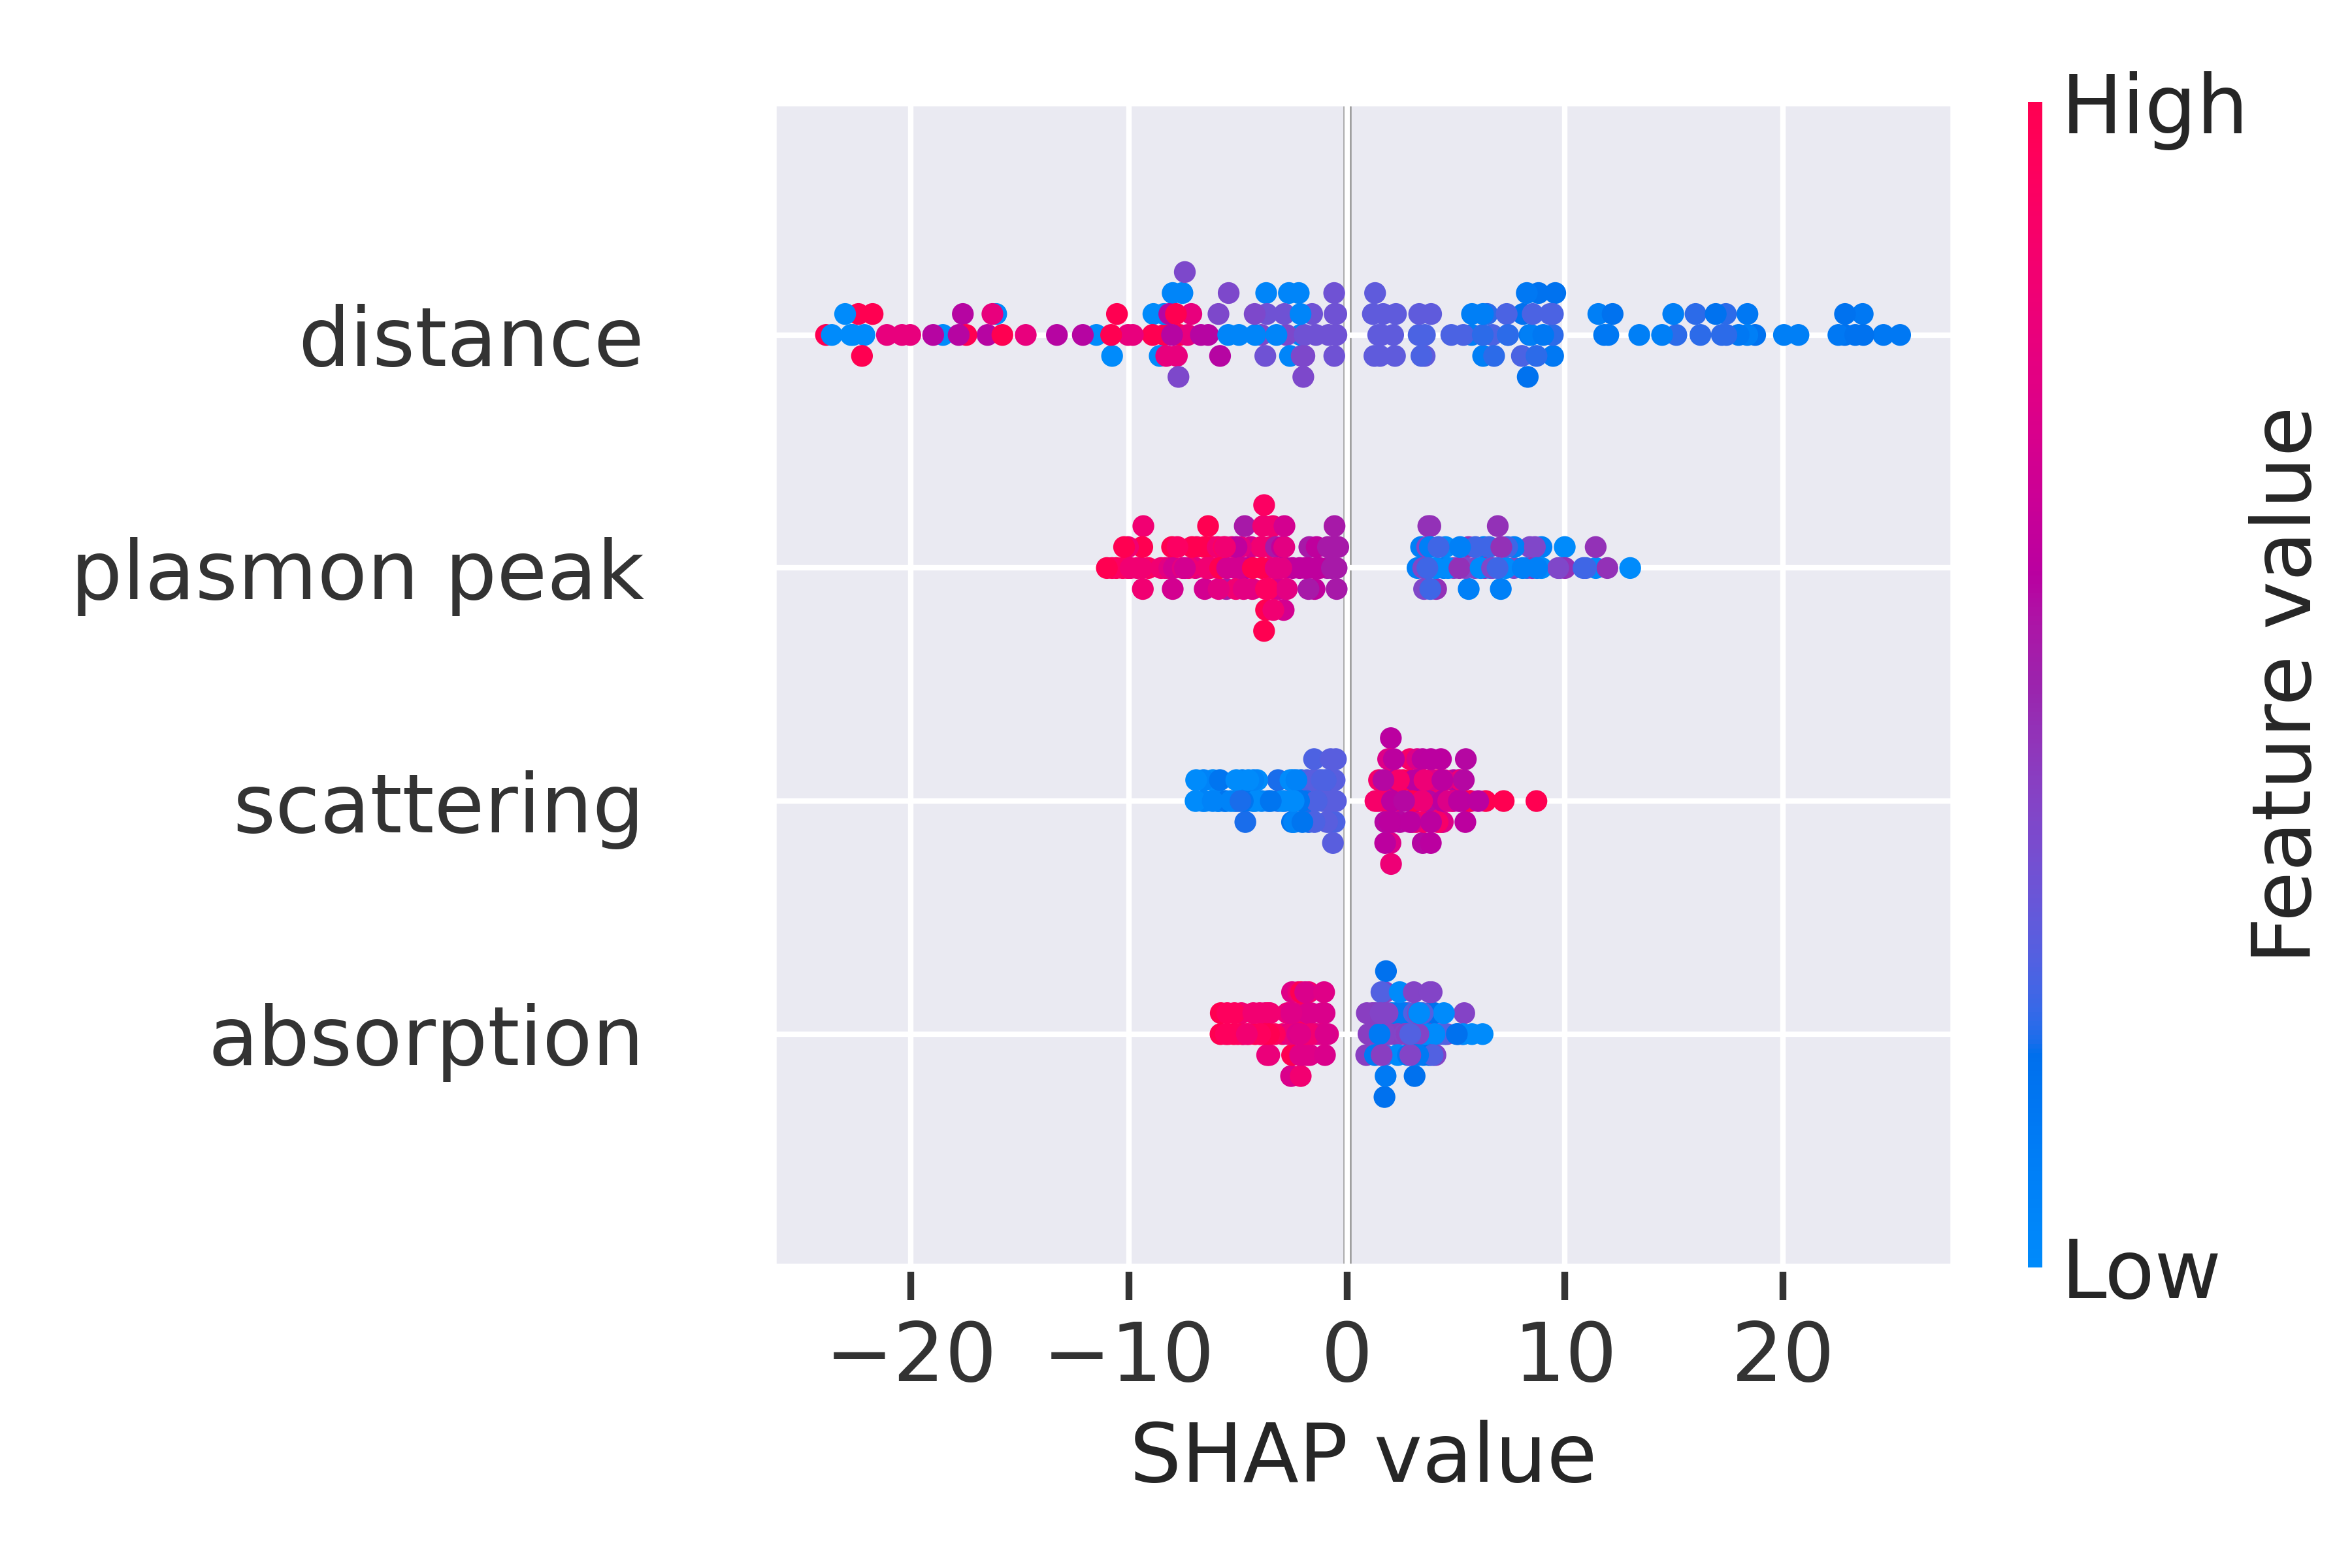 High
distance
plasmon peak
scattering
absorption
Feature value
Low
−20
−10
0
10
20
SHAP value